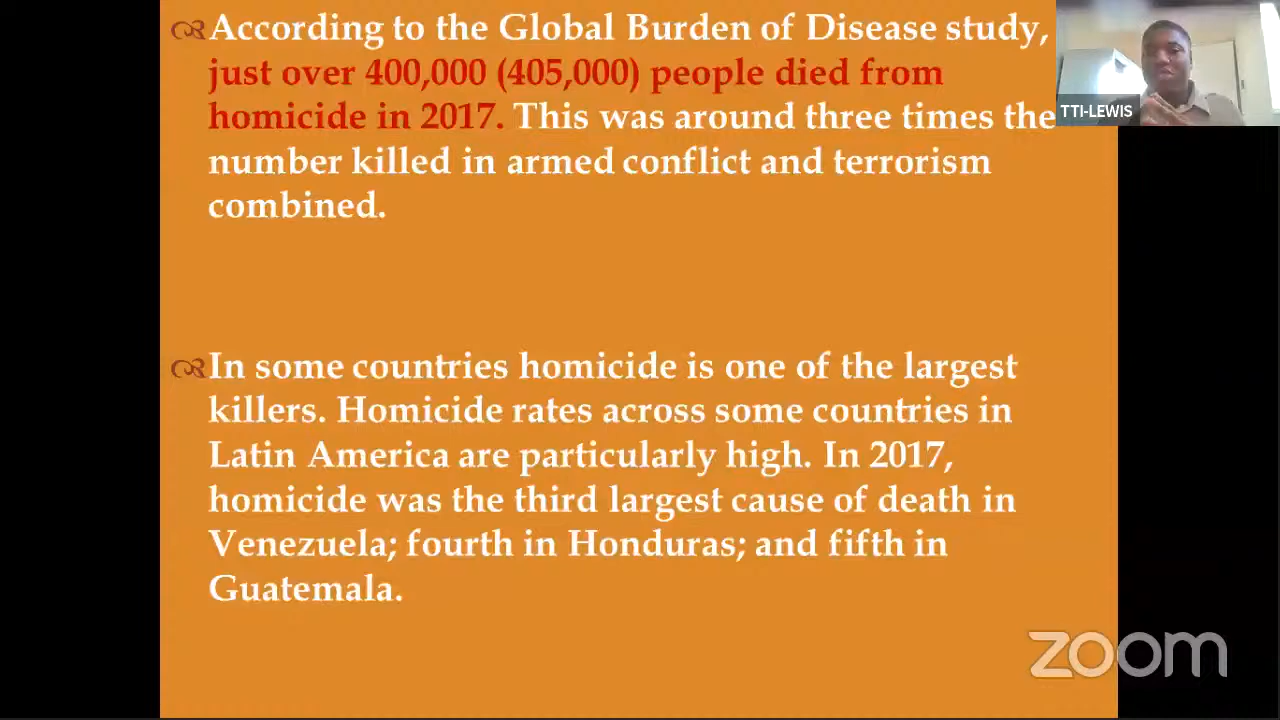 According to the Global Burden of Disease study,
just over 400,000 (405,000) people died from
homicide in 2017. This was around three times the
number killed in armed conflict and terrorism
combined.
TTI-LEWIS
In some countries homicide is one of the largest
killers. Homicide rates across some countries in
Latin America are particularly high. In 2017,
homicide was the third largest cause of death in
Venezuela; fourth in Honduras; and fifth in
Guatemala.
zoom